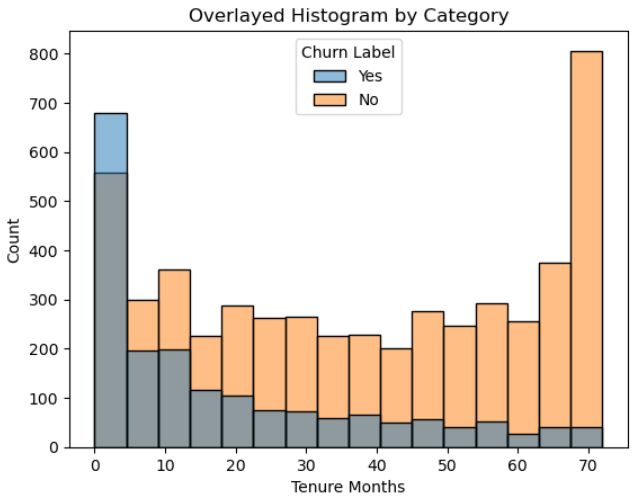 Overlayed Histogram by Category
Churn Label
Yes
No
Count
800
700
600
500
400
300
200
100
0
0 10 20 30 40 50 60 70
Tenure Months